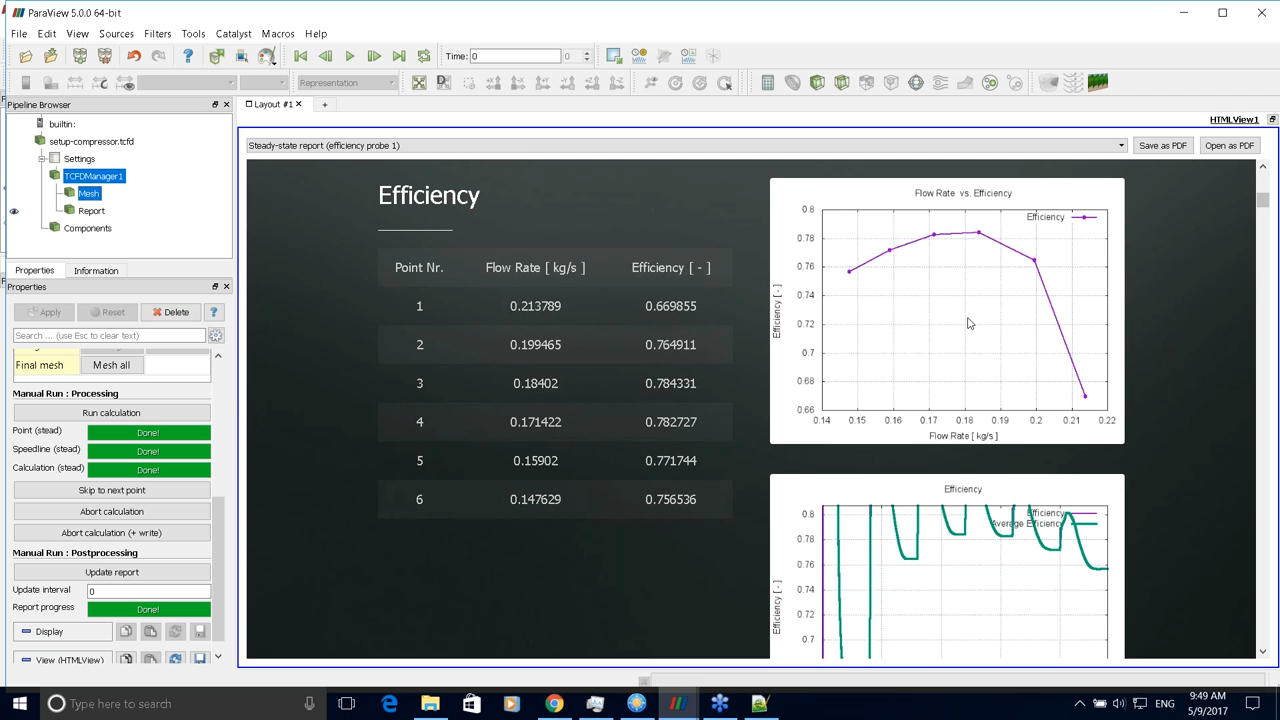 ParaView 5.0.0 64-bit
File Edit View Sources Filters Tools Catalyst Macros Help
Time: 0 0
Representation
Pipeline Browser
Layout #1
HTMLView1
builtin:
setup-compressor.tcfd
Settings
TCFDManager1
Mesh
Report
Components
Steady-state report (efficiency probe 1) Save as PDF Open as PDF
Properties Information
Properties
Apply Reset Delete ?
Search ... (use Esc to clear text)
Final mesh Mesh all
Manual Run : Processing
Run calculation
Point (stead) Done!
Speedline (stead) Done!
Calculation (stead) Done!
Skip to next point
Abort calculation
Abort calculation (+ write)
Manual Run : Postprocessing
Update report
Update interval 0
Report progress Done!
Display
View (HTMLView)
Efficiency
Point Nr. Flow Rate [ kg/s ] Efficiency [ - ]
1 0.213789 0.669855
2 0.199465 0.764911
3 0.18402 0.784331
4 0.171422 0.782727
5 0.15902 0.771744
6 0.147629 0.756536
Flow Rate vs. Efficiency
Efficiency
0.8
0.78
0.76
0.74
0.72
0.7
0.68
0.66
Efficiency [ - ]
0.14 0.15 0.16 0.17 0.18 0.19 0.2 0.21 0.22
Flow Rate [ kg/s ]
Efficiency
Efficiency
Average Efficiency
0.8
0.78
0.76
0.74
0.72
0.7
Efficiency [ - ]
Type here to search
ENG
9:49 AM
5/9/2017